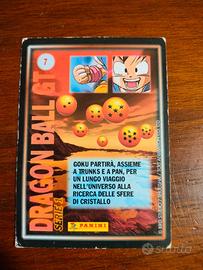 7
DRAGON BALL GT
SERIE 1
GOKU PARTIRÀ, ASSIEME
A TRUNKS E A PAN, PER
UN LUNGO VIAGGIO
NELL'UNIVERSO ALLA
RICERCA DELLE SFERE
DI CRISTALLO
PANINI
subito